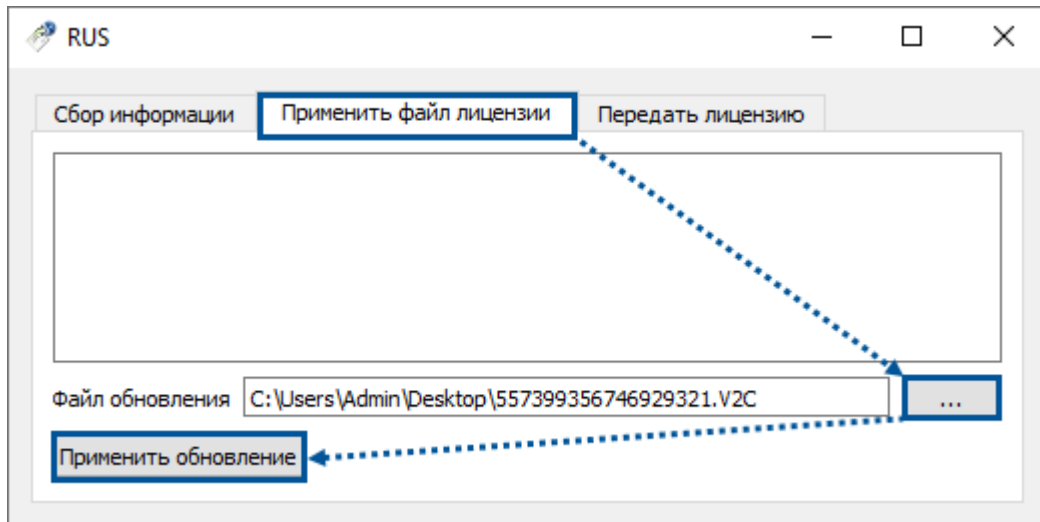 RUS
Сбор информации Применить файл лицензии Передать лицензию
Файл обновления C:\Users\Admin\Desktop\557399356746929321.V2C ...
Применить обновление